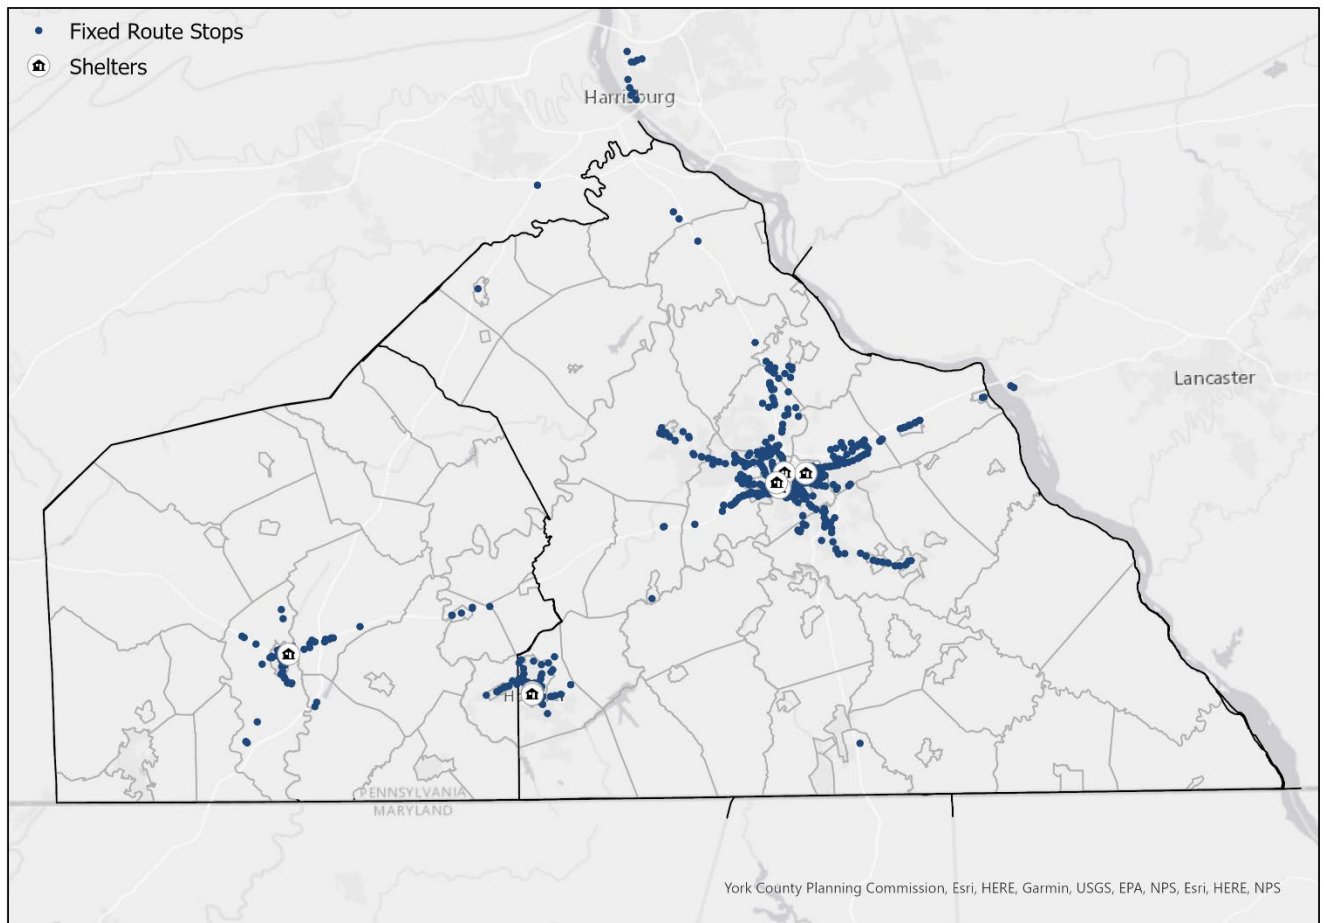 Fixed Route Stops
Shelters
Harrisburg
Lancaster
PENNSYLVANIA
MARYLAND
York County Planning Commission, Esri, HERE, Garmin, USGS, EPA, NPS, Esri, HERE, NPS